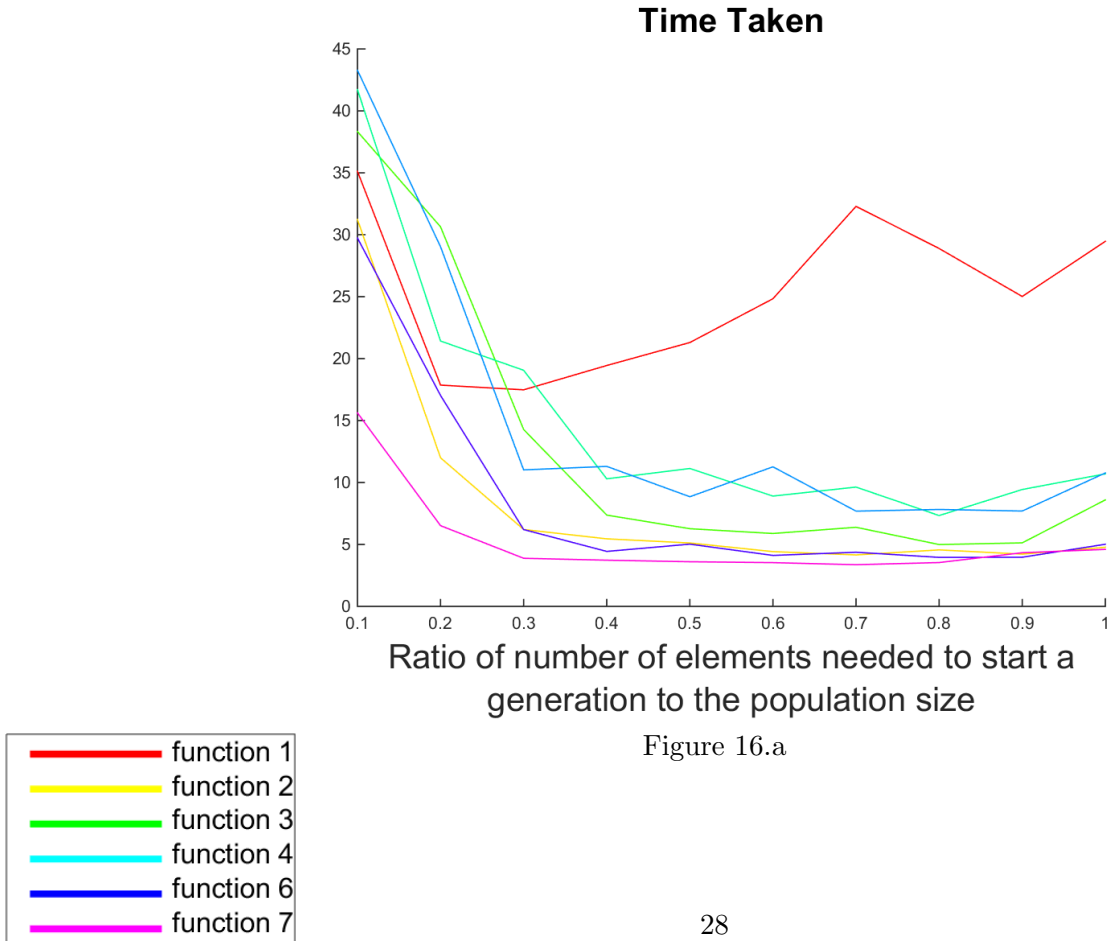 Time Taken
45
40
35
30
25
20
15
10
5
0
0.1 0.2 0.3 0.4 0.5 0.6 0.7 0.8 0.9 1
Ratio of number of elements needed to start a
generation to the population size
Figure 16.a
function 1
function 2
function 3
function 4
function 6
function 7
28